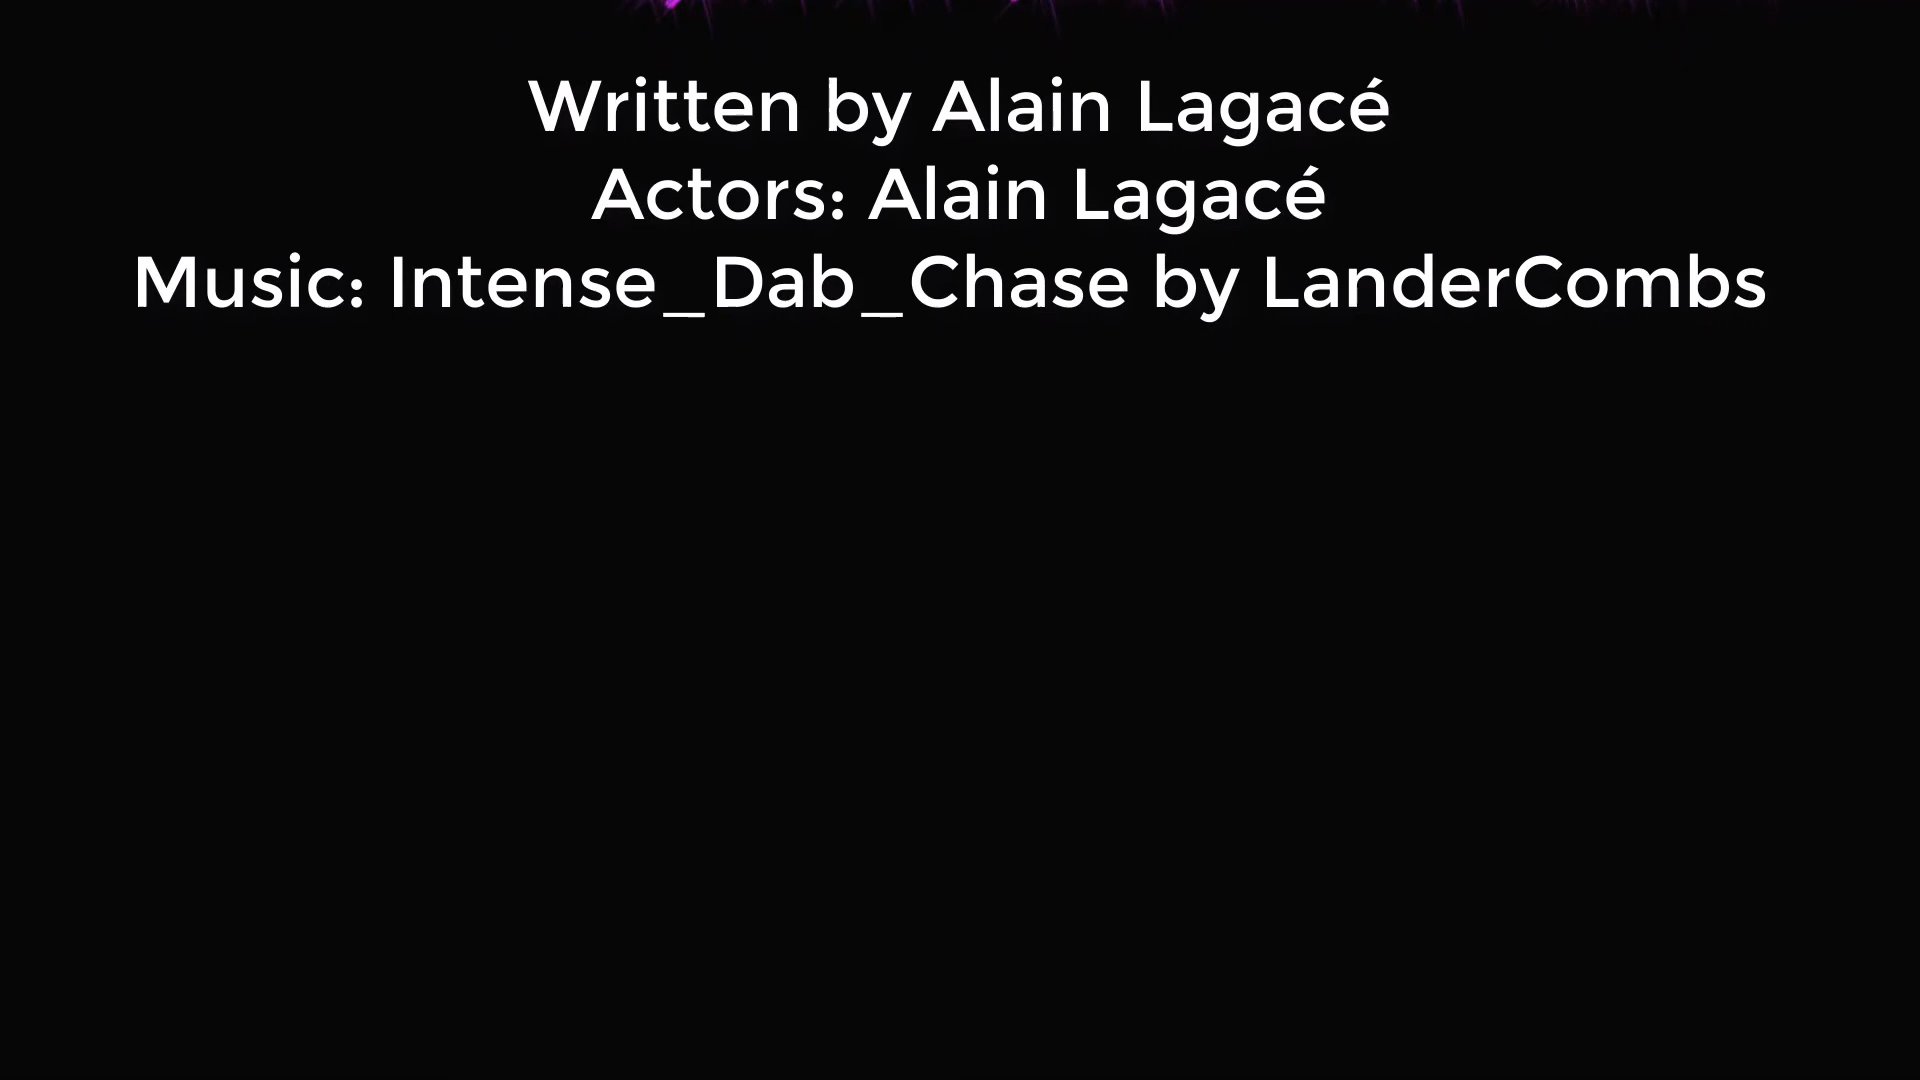 Written by Alain Lagacé
Actors: Alain Lagacé
Music: Intense_Dab_Chase by LanderCombs